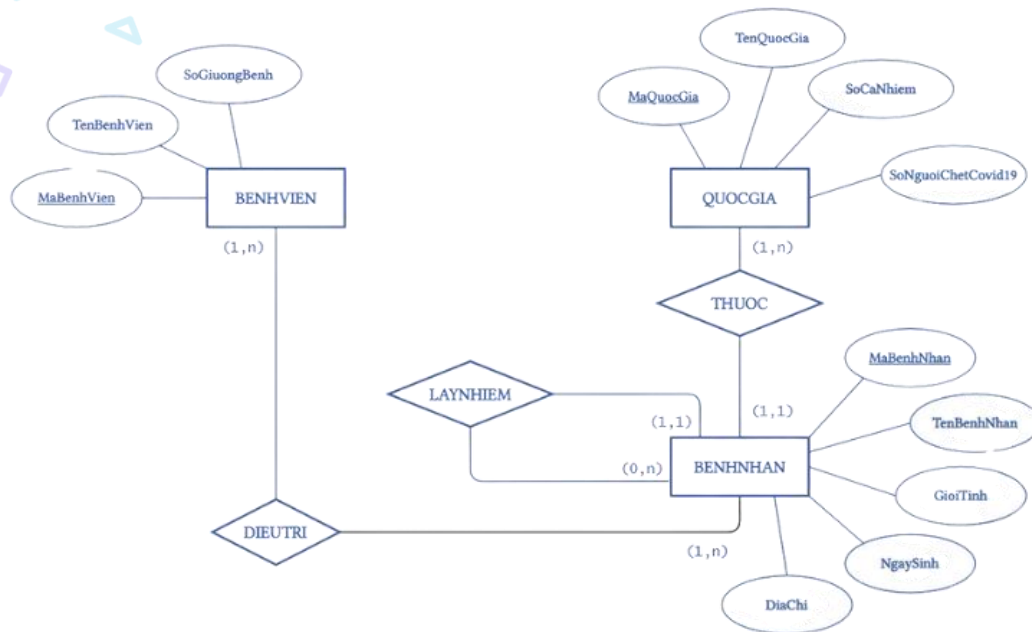 TenQuocGia
SoGiuongBenh
SoCaNhiem
MaQuocGia
TenBenhVien
SoNguoiChetCovid19
MaBenhVien
BENHVIEN
QUOCGIA
(1,n)
(1,n)
THUOC
MaBenhNhan
LAYNHIEM
(1,1)
(1,1)
TenBenhNhan
(0,n)
BENHNHAN
GioiTinh
DIEUTRI
(1,n)
NgaySinh
DiaChi